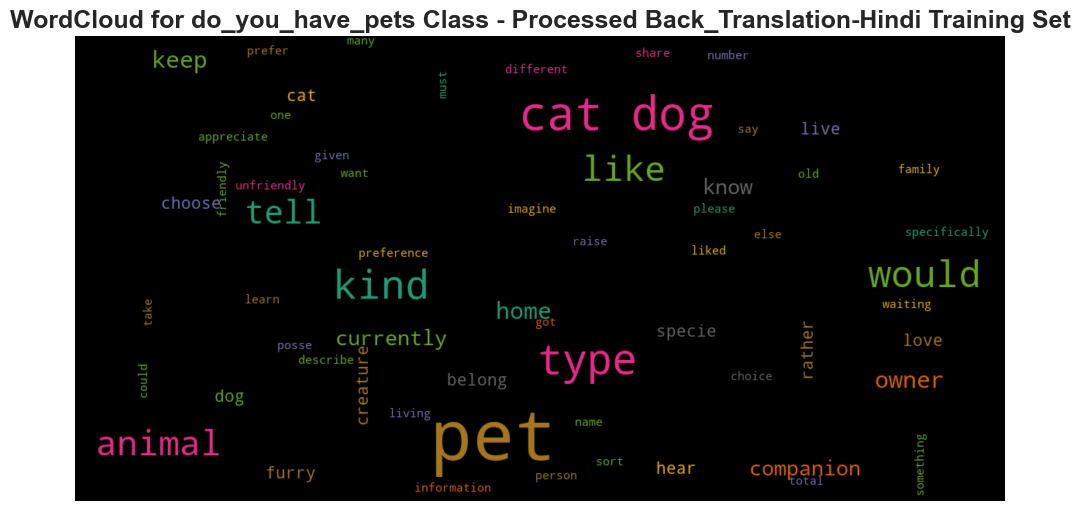 WordCloud for do_you_have_pets Class - Processed Back_Translation-Hindi Training Set
many
keep
prefer
share
number
different
must
cat
one
cat dog
appreciate
say
live
given
like
want
old
family
unfriendly
friendly
know
choose
tell
imagine
please
raise
else
specifically
preference
liked
kind
would
learn
take
home
waiting
got
specie
currently
rather
love
posse
describe
creature
type
could
belong
choice
owner
dog
living
pet
name
animal
something
sort
furry
hear
companion
person
total
information